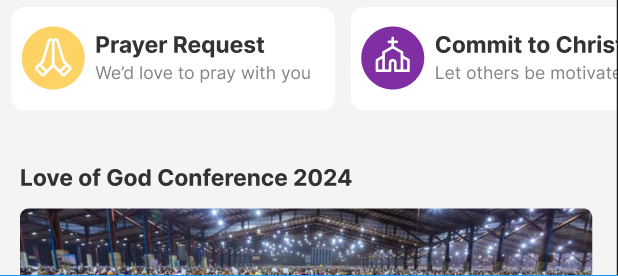 Prayer Request
We'd love to pray with you
Commit to Chris
Let others be motivate
Love of God Conference 2024